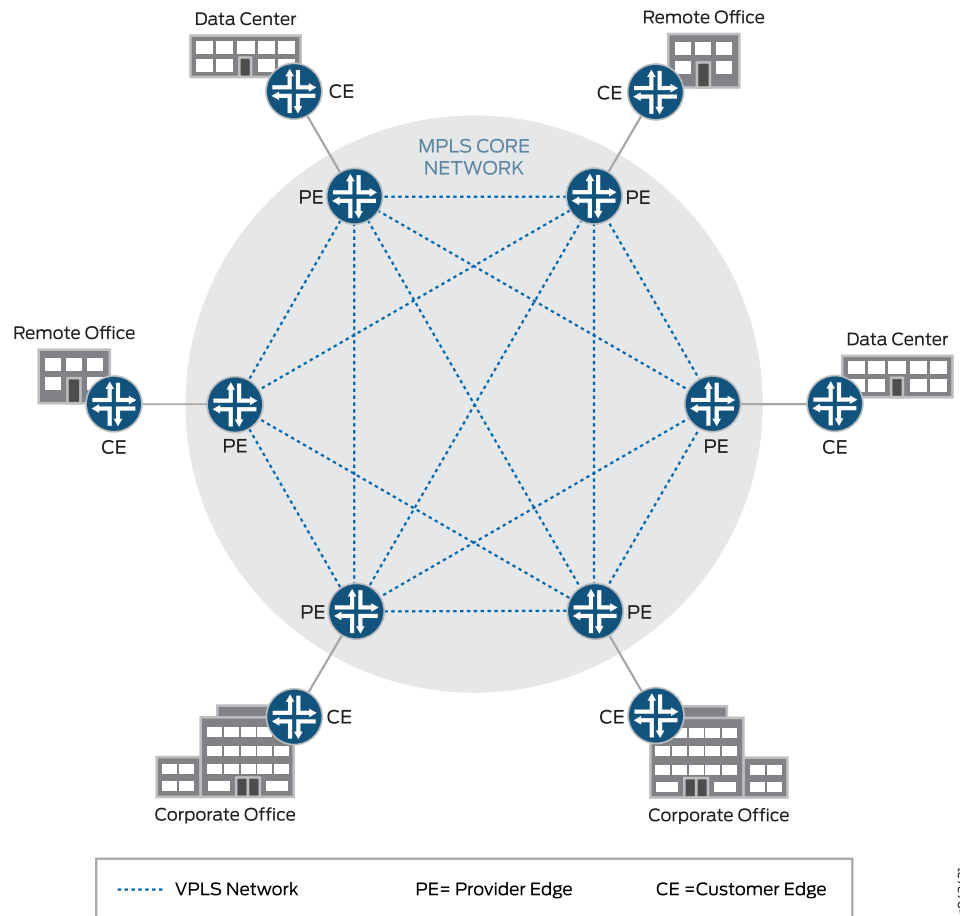 Data Center
Remote Office
CE
CE
MPLS CORE
NETWORK
PE
PE
Remote Office
Data Center
CE
PE
PE
CE
PE
PE
CE
CE
Corporate Office
Corporate Office
VPLS Network
PE= Provider Edge
CE =Customer Edge